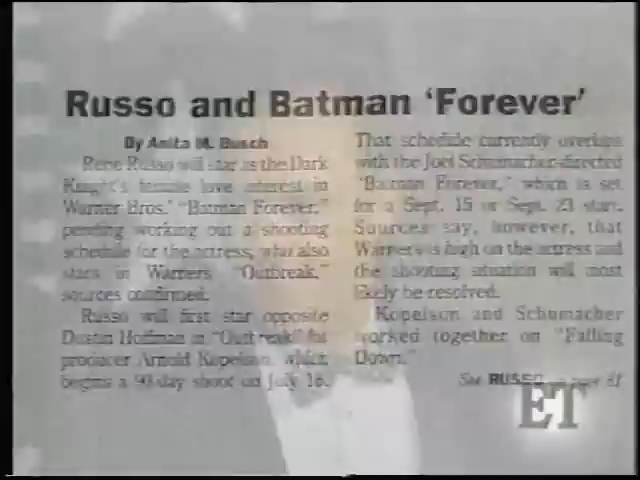 Russo and Batman 'Forever'
By Anita M. Busch
Rene Russo will star as the Dark
Knight's female love interest in
Warner Bros.' "Batman Forever,"
pending working out a shooting
schedule for the actress, who also
stars in Warners' "Outbreak,"
sources confirmed.
Russo will first star opposite
Dustin Hoffman in "Outbreak" for
producer Arnold Kopelson, which
begins a 90-day shoot on July 16.
That schedule currently overlaps
with the Joel Schumacher-directed
"Batman Forever," which is set
for a Sept. 15 or Sept. 23 start.
Sources say, however, that
Warners is high on the actress and
the shooting situation will most
likely be resolved.
Kopelson and Schumacher
worked together on "Falling
Down."
See RUSSO on page
ET